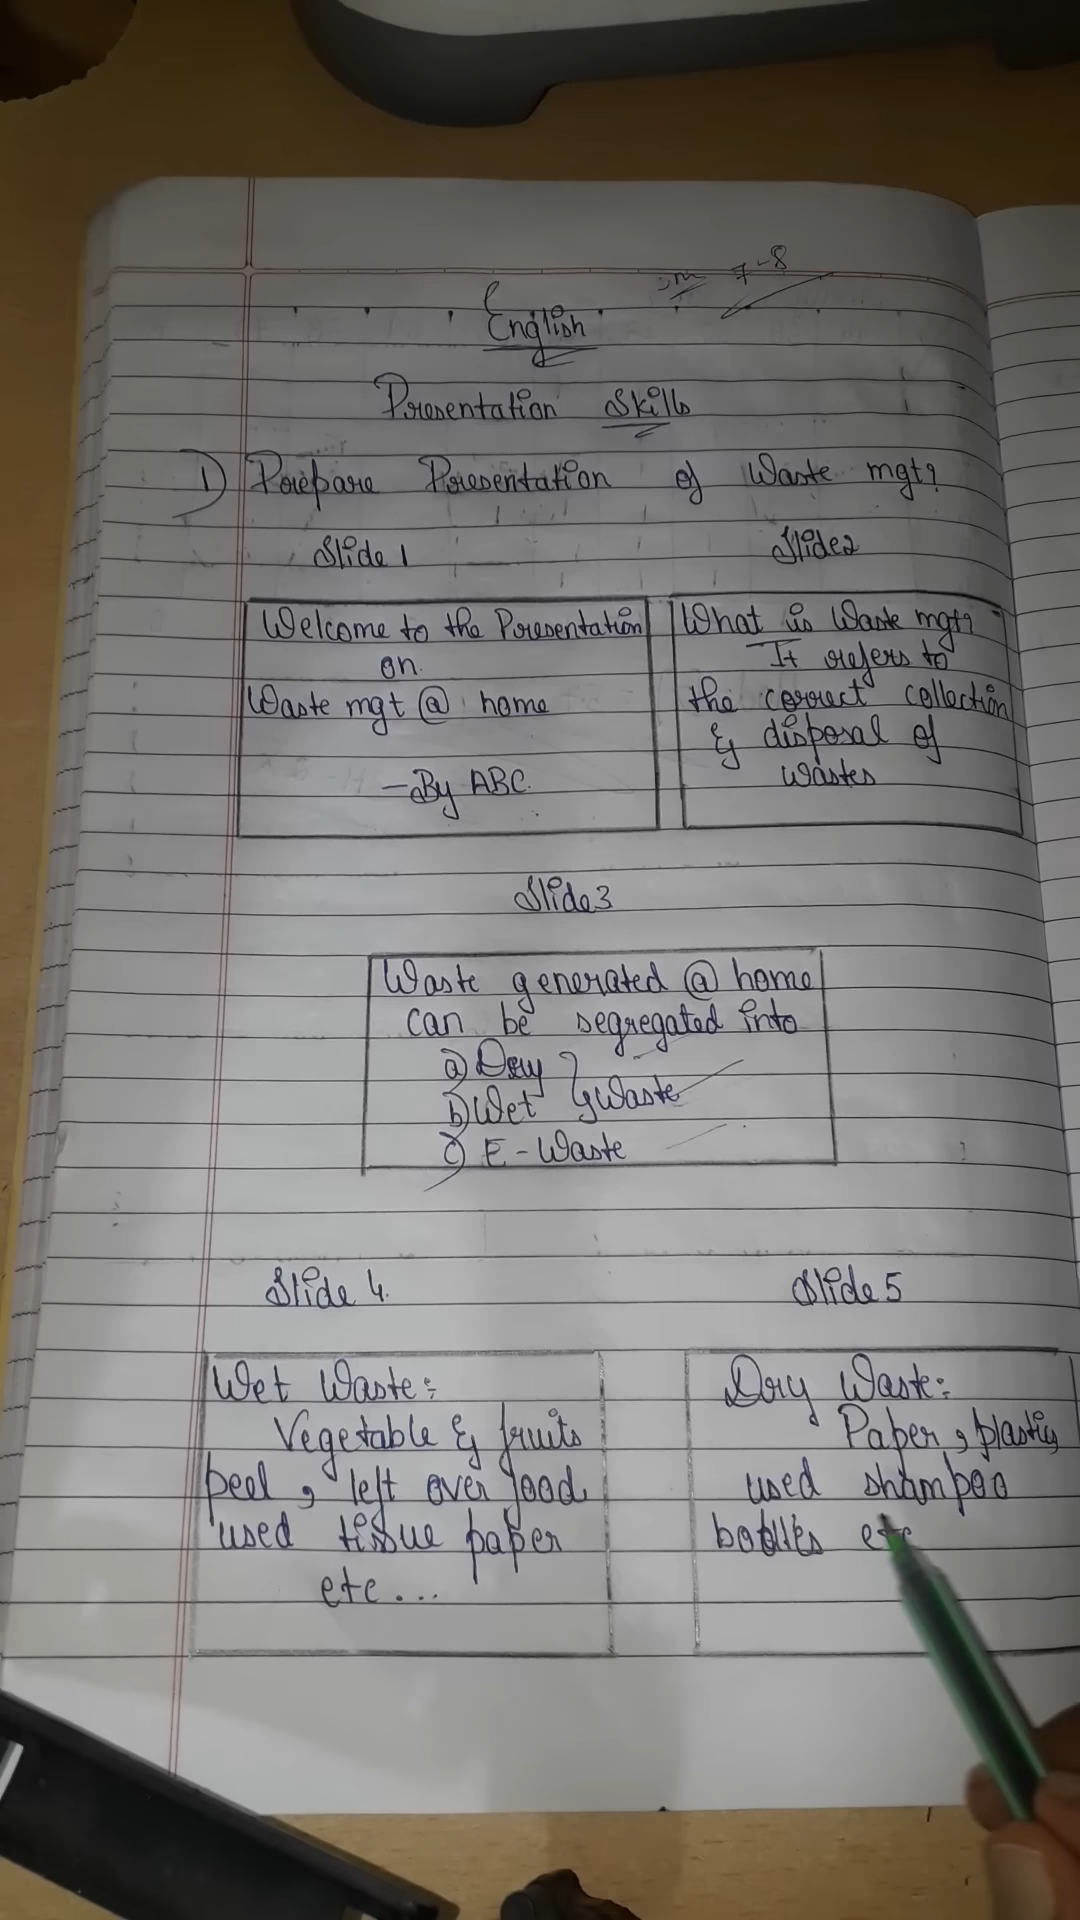 7-8
English
Presentation Skills
1) Prepare Presentation of Waste mgt?
Slide 1
Welcome to the Presentation
on.
Waste mgt @ home
-By ABC.
Slide 2
What is Waste mgt?
It refers to
the correct collection
& disposal of
wastes
Slide 3
Waste generated @ home
can be segregated into
a) Dry
b) Wet } Waste
c) E-Waste
Slide 4.
Wet Waste:
Vegetable & fruits
peel, left over food
used tissue paper
etc...
Slide 5
Dry Waste:
Paper, plastic,
used shampoo
bottles etc